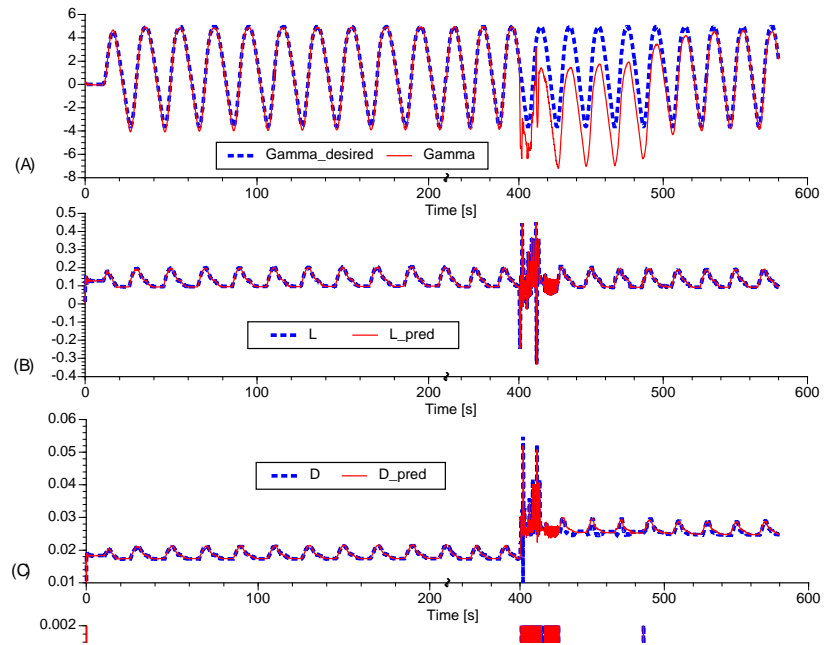 6
4
2
0
-2
-4
-6
-8
(A)
Gamma_desired Gamma
0 100 200 400 500 600
Time [s]
0.5
0.4
0.3
0.2
0.1
0
-0.1
-0.2
-0.3
-0.4
(B)
L L_pred
0 100 200 400 500 600
Time [s]
0.06
0.05
0.04
0.03
0.02
0.01
(C)
D D_pred
0 100 200 400 500 600
Time [s]
0.002